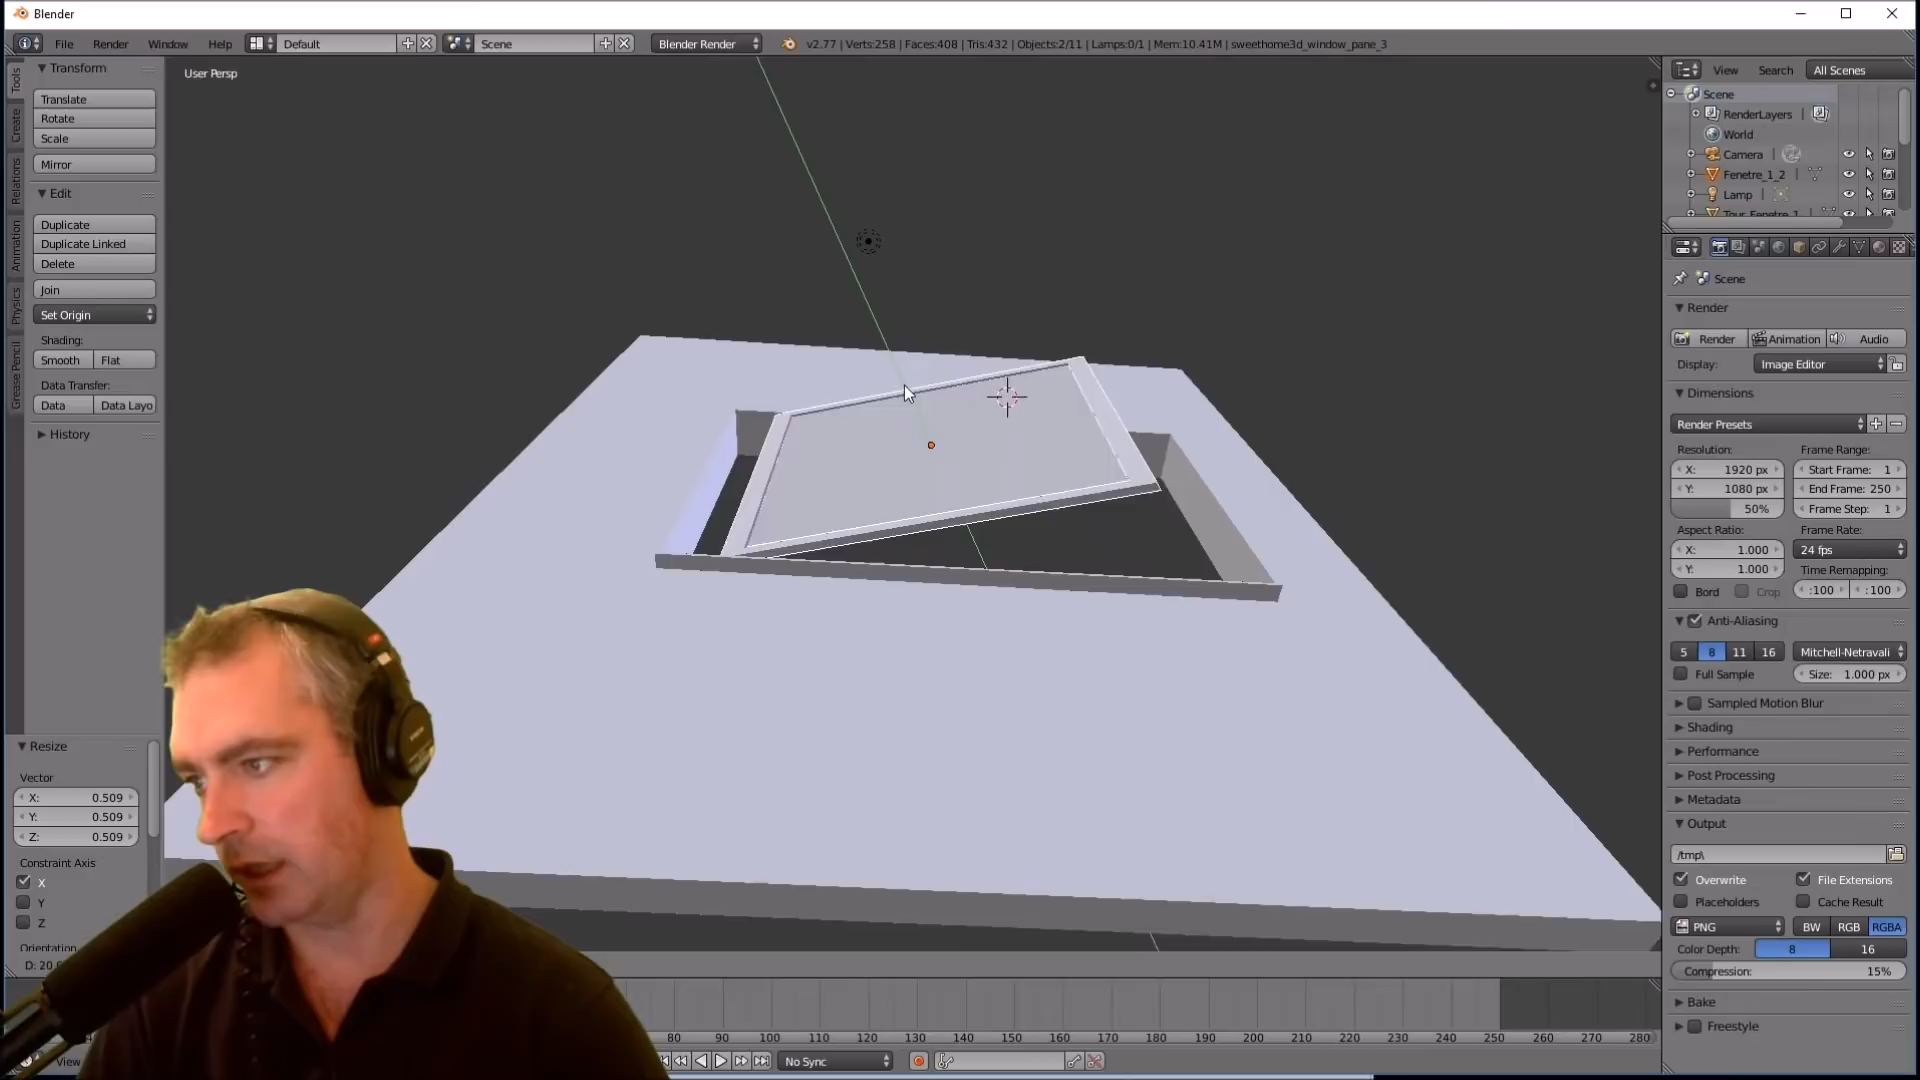 Blender
File Render Window Help Default Scene Blender Render v2.77 | Verts:258 | Faces:408 | Tris:432 | Objects:2/11 | Lamps:0/1 | Mem:10.41M | sweethome3d_window_pane_3
Tools
Create
Relations
Animation
Physics
Grease Pencil
Transform
Translate
Rotate
Scale
Mirror
Edit
Duplicate
Duplicate Linked
Delete
Join
Set Origin
Shading:
Smooth Flat
Data Transfer:
Data Data Layo
History
Resize
Vector
X: 0.509
Y: 0.509
Z: 0.509
Constraint Axis
X
Y
Z
Orientation
User Persp
80 90 100 110 120 130 140 150 160 170 180 190 200 210 220 230 240 250 260 270 280
View No Sync
View Search All Scenes
Scene
RenderLayers
World
Camera
Fenetre_1_2
Lamp
Tour_Fenetre_1
Scene
Render
Render Animation Audio
Display: Image Editor
Dimensions
Render Presets
Resolution: Frame Range:
X: 1920 px Start Frame: 1
Y: 1080 px End Frame: 250
50% Frame Step: 1
Aspect Ratio: Frame Rate:
X: 1.000 24 fps
Y: 1.000 Time Remapping:
Bord Crop :100 :100
Anti-Aliasing
5 8 11 16 Mitchell-Netravali
Full Sample Size: 1.000 px
Sampled Motion Blur
Shading
Performance
Post Processing
Metadata
Output
/tmp\
Overwrite File Extensions
Placeholders Cache Result
PNG BW RGB RGBA
Color Depth: 8 16
Compression: 15%
Bake
Freestyle